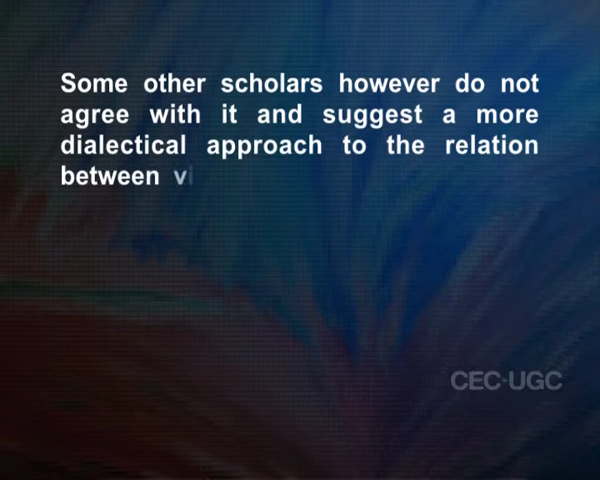 Some other scholars however do not
agree with it and suggest a more
dialectical approach to the relation
between
CEC-UGC